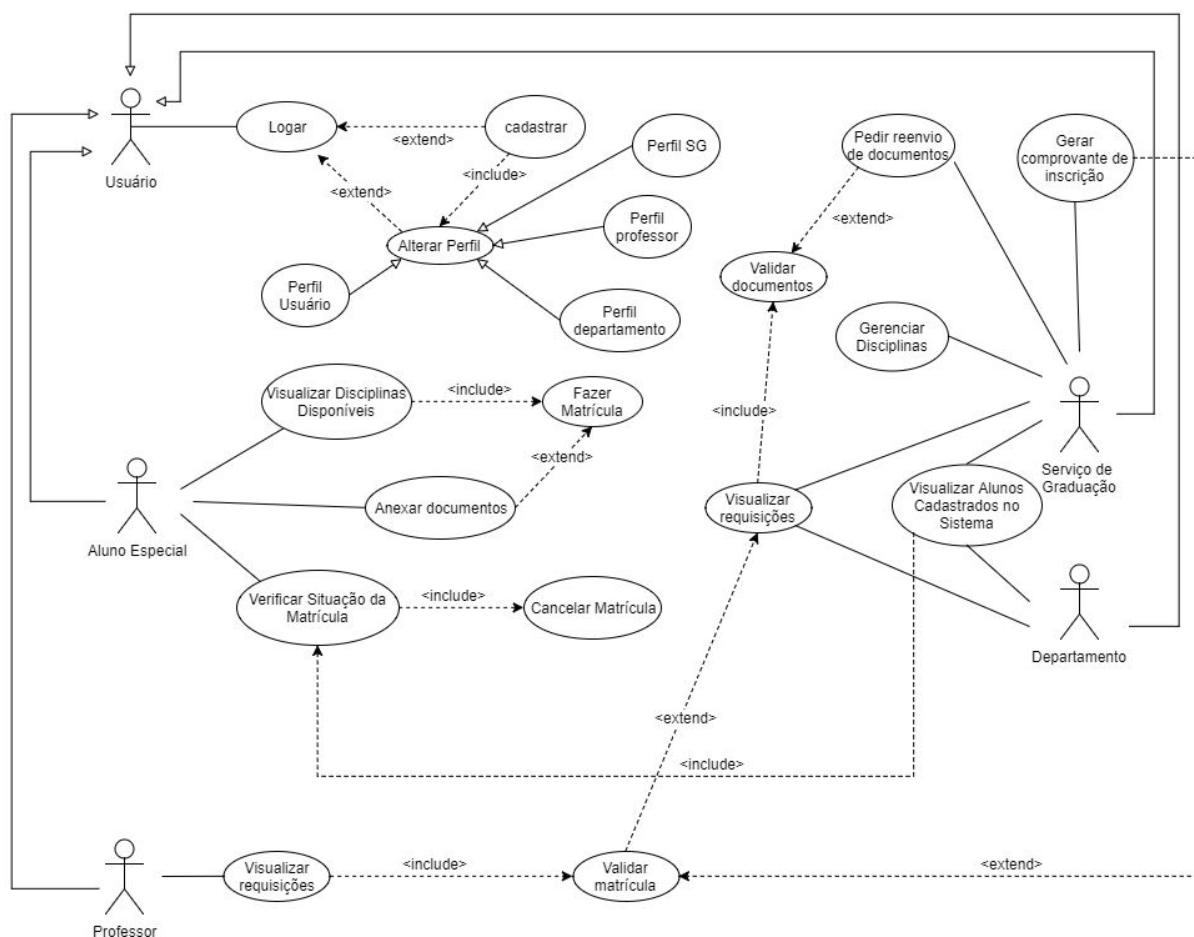 Usuário
Logar
<extend>
cadastrar
<extend>
<include>
Perfil SG
Alterar Perfil
Perfil
professor
Perfil
Usuário
Perfil
departamento
Pedir reenvio
de documentos
Gerar
comprovante de
inscrição
<extend>
Validar
documentos
Gerenciar
Disciplinas
<include>
Serviço de
Graduação
Visualizar Disciplinas
Disponíveis
<include>
Fazer
Matrícula
<extend>
Aluno Especial
Anexar documentos
Visualizar
requisições
Visualizar Alunos
Cadastrados no
Sistema
Verificar Situação da
Matrícula
<include>
Cancelar Matrícula
Departamento
<extend>
<include>
Professor
Visualizar
requisições
<include>
Validar
matrícula
<extend>